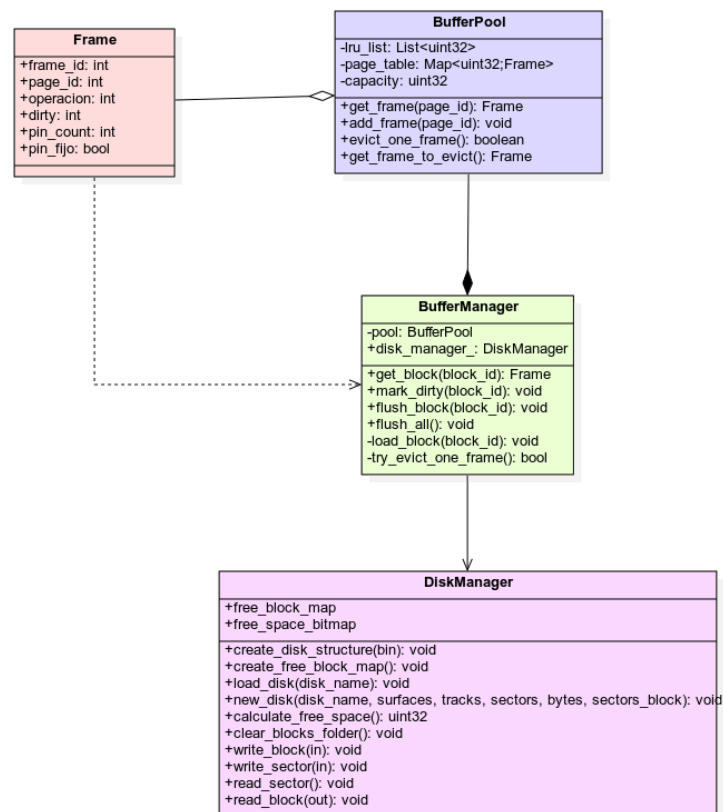 Frame
+frame_id: int
+page_id: int
+operacion: int
+dirty: int
+pin_count: int
+pin_fijo: bool
BufferPool
-lru_list: List<uint32>
-page_table: Map<uint32;Frame>
-capacity: uint32
+get_frame(page_id): Frame
+add_frame(page_id): void
+evict_one_frame(): boolean
+get_frame_to_evict(): Frame
BufferManager
-pool: BufferPool
+disk_manager_: DiskManager
+get_block(block_id): Frame
+mark_dirty(block_id): void
+flush_block(block_id): void
+flush_all(): void
-load_block(block_id): void
-try_evict_one_frame(): bool
DiskManager
+free_block_map
+free_space_bitmap
+create_disk_structure(bin): void
+create_free_block_map(): void
+load_disk(disk_name): void
+new_disk(disk_name, surfaces, tracks, sectors, bytes, sectors_block): void
+calculate_free_space(): uint32
+clear_blocks_folder(): void
+write_block(in): void
+write_sector(in): void
+read_sector(): void
+read_block(out): void